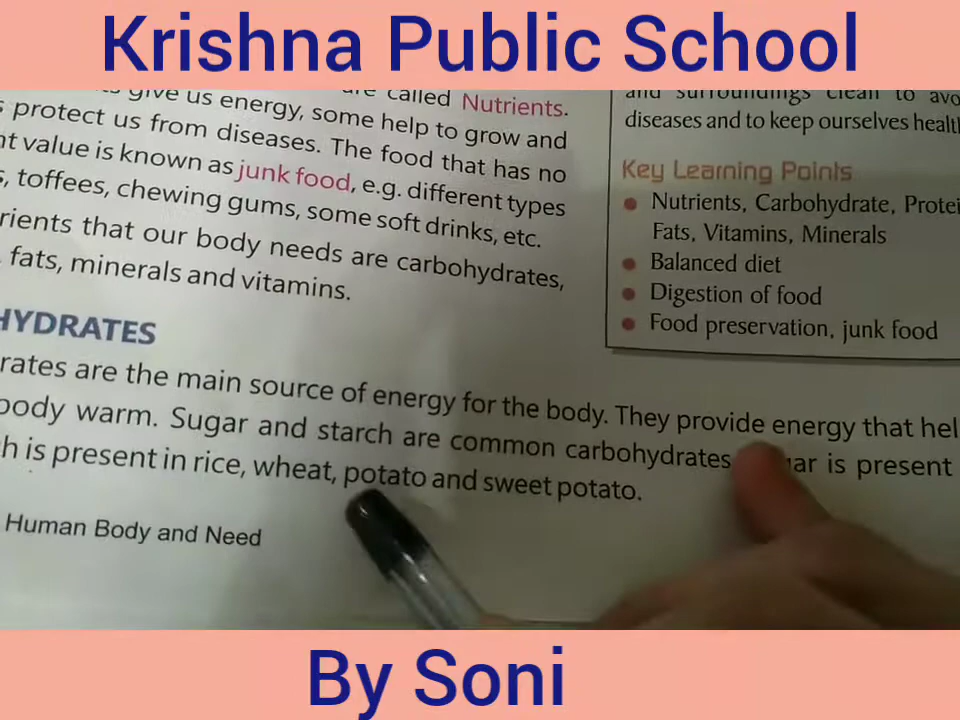 Krishna Public School
are called Nutrients.
give us energy, some help to grow and
protect us from diseases. The food that has no
value is known as junk food, e.g. different types
toffees, chewing gums, some soft drinks, etc.
that our body needs are carbohydrates,
fats, minerals and vitamins.
and surroundings clean to
diseases and to keep ourselves
Key Learning Points
Nutrients, Carbohydrate,
Fats, Vitamins, Minerals
Balanced diet
Digestion of food
Food preservation, junk food
HYDRATES
rates are the main source of energy for the body. They provide energy that
body warm. Sugar and starch are common carbohydrates is present
is present in rice, wheat, potato and sweet potato.
Human Body and Need
By Soni